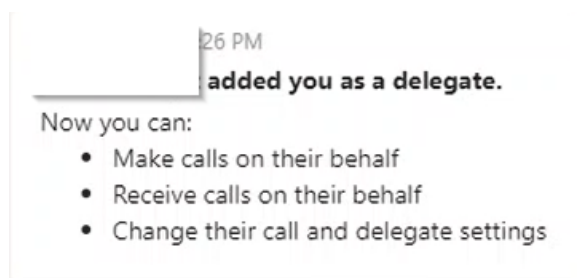 26 PM
added you as a delegate.
Now you can:
• Make calls on their behalf
• Receive calls on their behalf
• Change their call and delegate settings